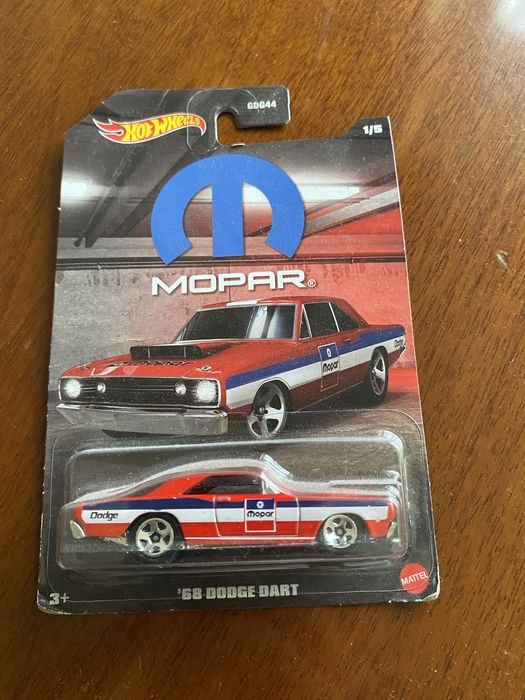 HOT WHEELS
GDG44
1/5
MOPAR®
Mopar
Dodge
Dodge
Mopar
3+
'68 DODGE DART
MATTEL